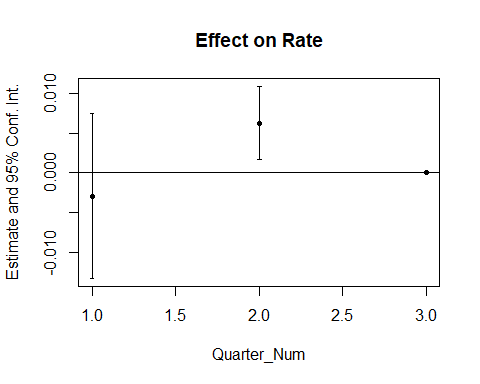 Effect on Rate
Estimate and 95% Conf. Int.
0.010
0.000
-0.010
1.0 1.5 2.0 2.5 3.0
Quarter_Num